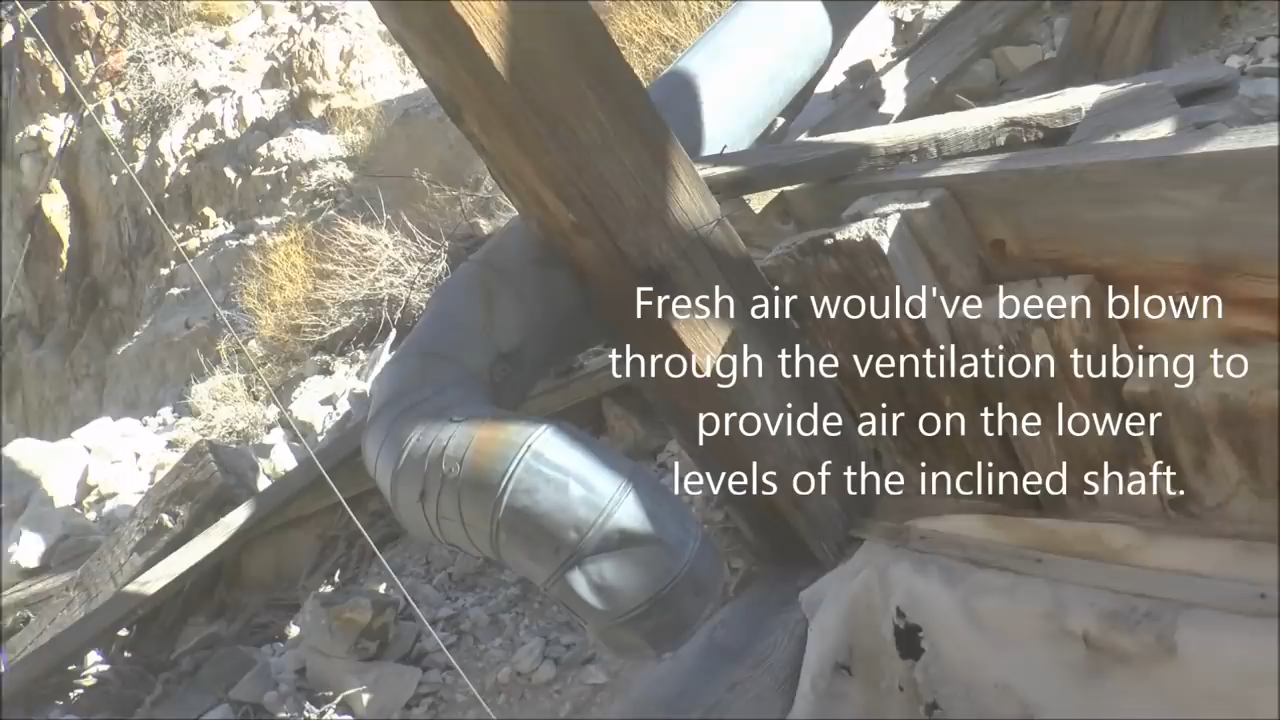 Fresh air would've been blown
through the ventilation tubing to
provide air on the lower
levels of the inclined shaft.